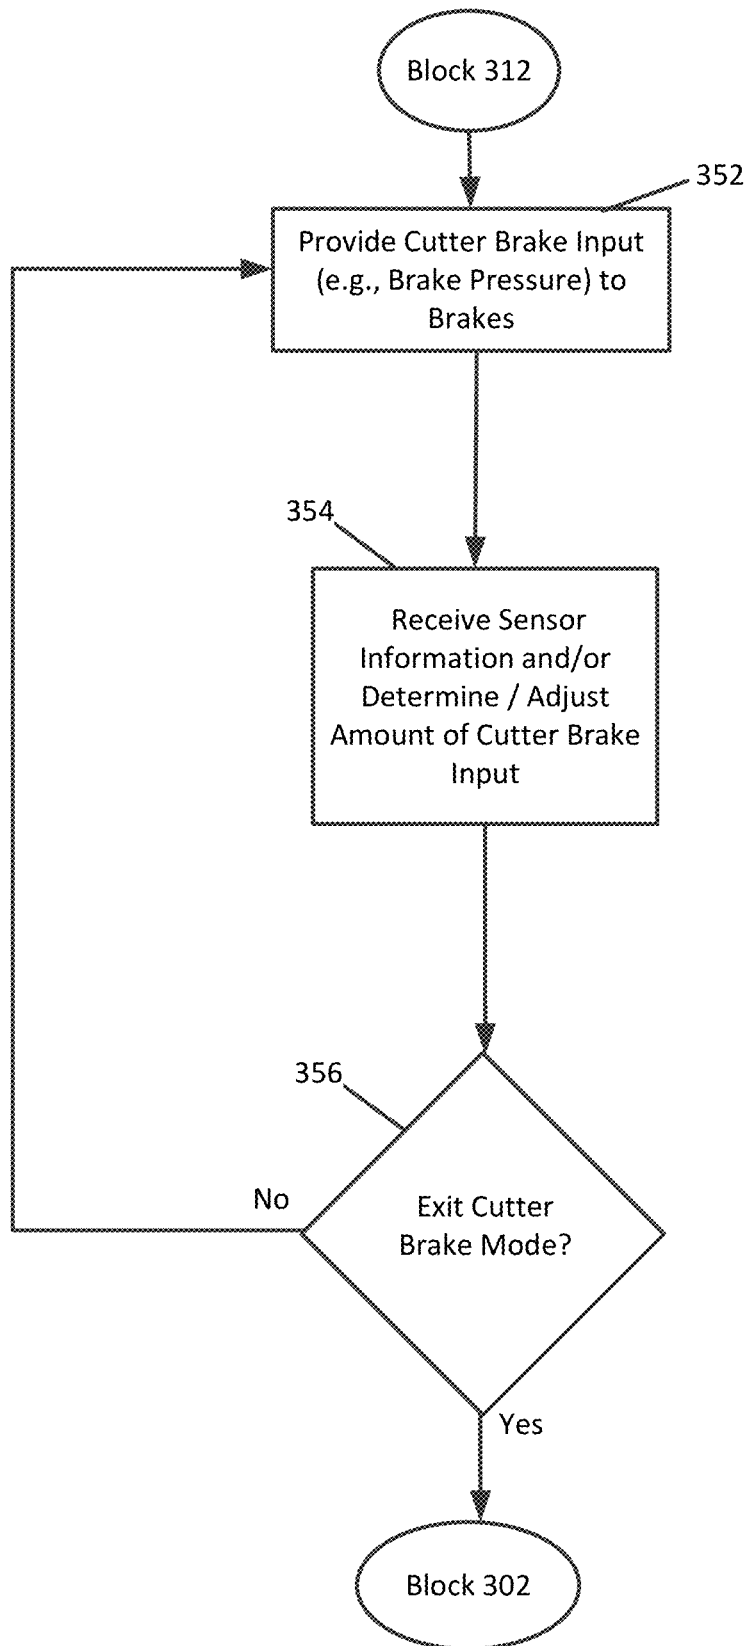 Block 312
352
Provide Cutter Brake Input
(e.g., Brake Pressure) to
Brakes
354
Receive Sensor
Information and/or
Determine / Adjust
Amount of Cutter Brake
Input
356
No
Exit Cutter
Brake Mode?
Yes
Block 302